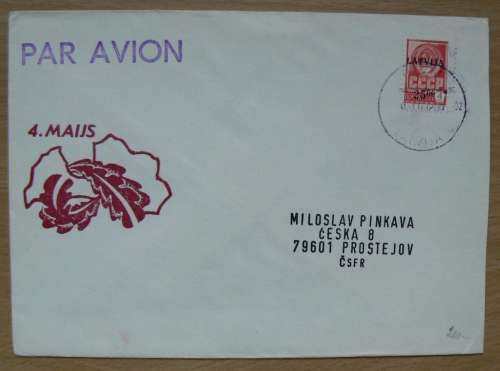 PAR AVION
LATVIJA
CCCP
4. MAIJS
MILOSLAV PINKAVA
ČESKA 8
79601 PROSTEJOV
ČSFR